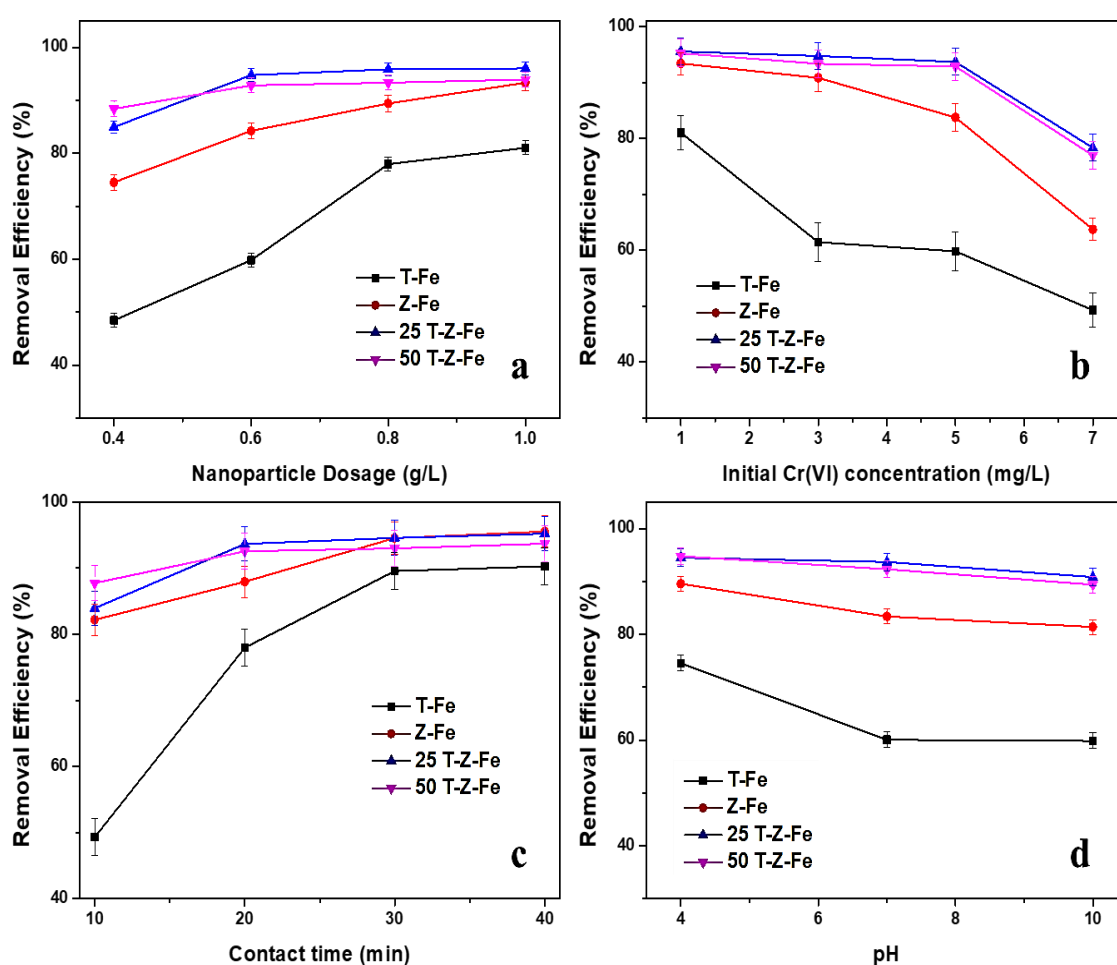 100
80
60
40
Removal Efficiency (%)
T-Fe
Z-Fe
25 T-Z-Fe
50 T-Z-Fe
a
0.4 0.6 0.8 1.0
Nanoparticle Dosage (g/L)
100
80
60
40
Removal Efficiency (%)
T-Fe
Z-Fe
25 T-Z-Fe
50 T-Z-Fe
b
1 2 3 4 5 6 7
Initial Cr(VI) concentration (mg/L)
100
80
60
40
Removal Efficiency (%)
T-Fe
Z-Fe
25 T-Z-Fe
50 T-Z-Fe
c
10 20 30 40
Contact time (min)
100
80
60
40
Removal Efficiency (%)
T-Fe
Z-Fe
25 T-Z-Fe
50 T-Z-Fe
d
4 6 8 10
pH